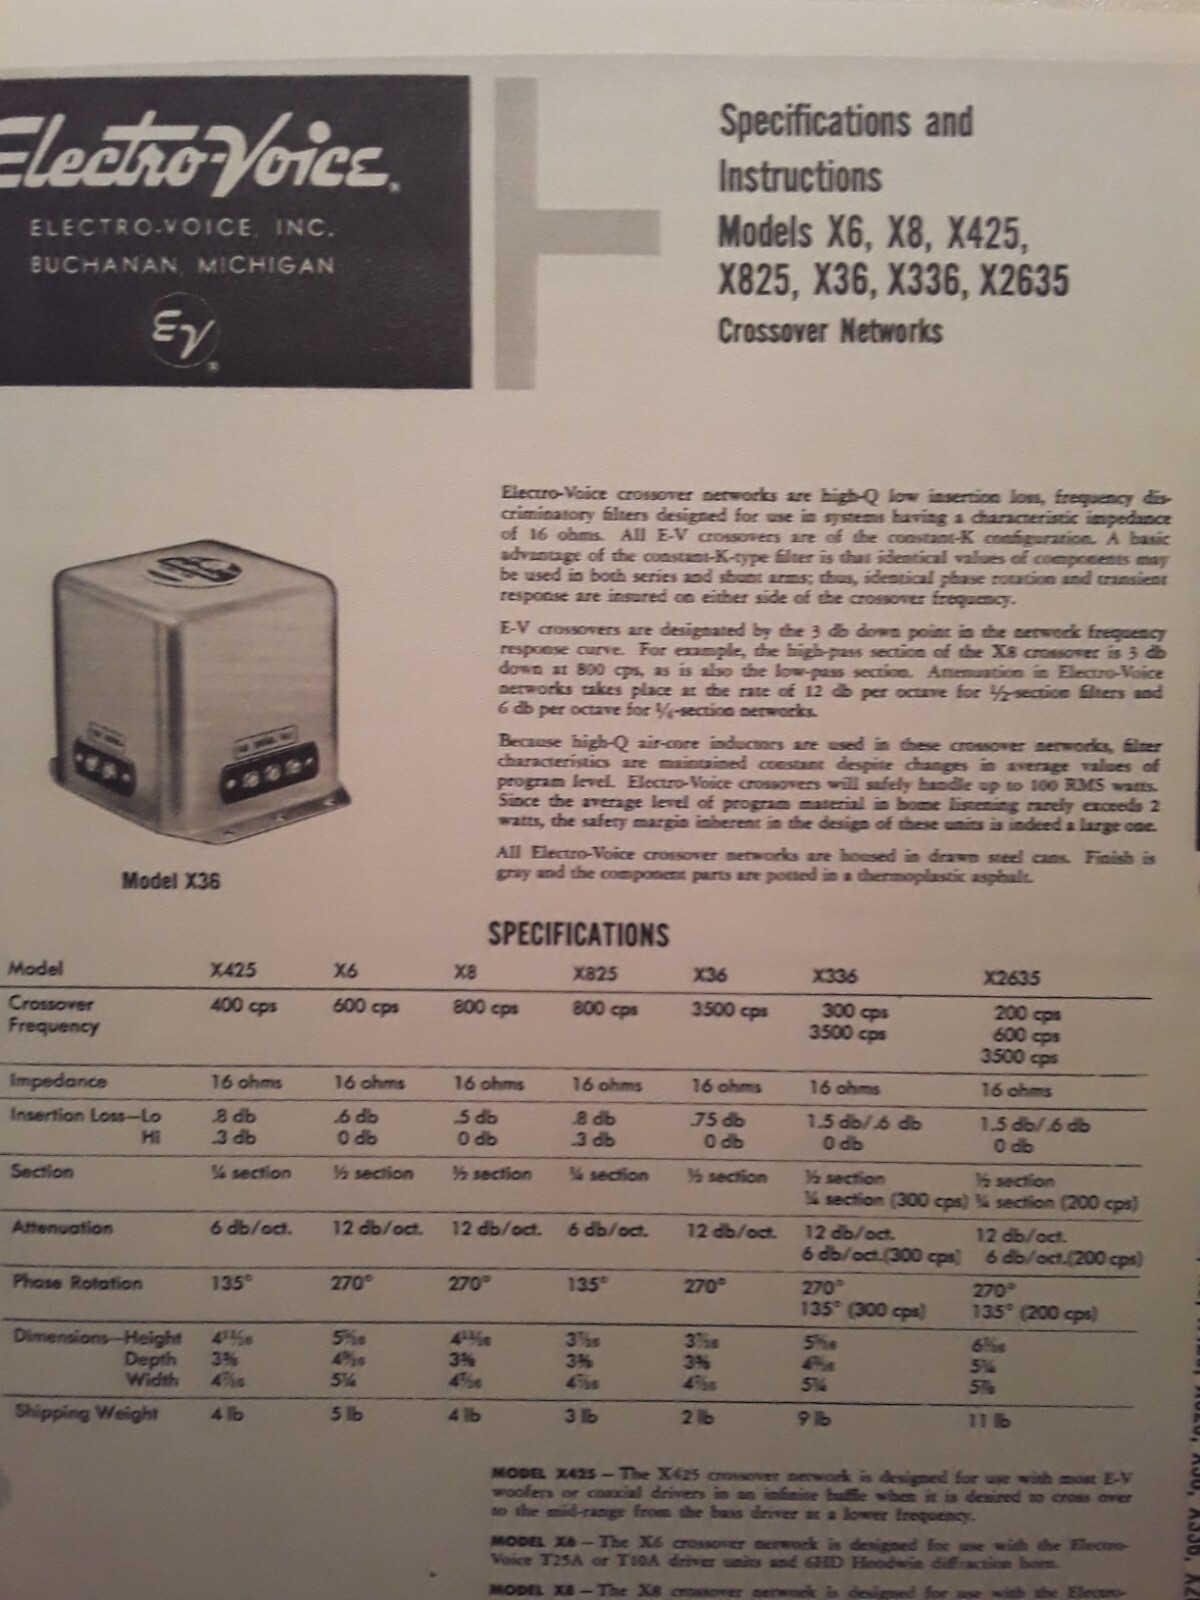 Electro-Voice®
ELECTRO-VOICE, INC.
BUCHANAN, MICHIGAN
EV®
Specifications and
Instructions
Models X6, X8, X425,
X825, X36, X336, X2635
Crossover Networks
Electro-Voice crossover networks are high-Q low insertion loss, frequency dis-
criminatory filters designed for use in systems having a characteristic impedance
of 16 ohms. All E-V crossovers are of the constant-K configuration. A basic
advantage of the constant-K-type filter is that identical values of components may
be used in both series and shunt arms; thus, identical phase rotation and transient
response are insured on either side of the crossover frequency.
E-V crossovers are designated by the 3 db down point in the network frequency
response curve. For example, the high-pass section of the X8 crossover is 3 db
down at 800 cps, as is also the low-pass section. Attenuation in Electro-Voice
networks takes place at the rate of 12 db per octave for ½-section filters and
6 db per octave for ¼-section networks.
Because high-Q air-core inductors are used in these crossover networks, filter
characteristics are maintained constant despite changes in average values of
program level. Electro-Voice crossovers will safely handle up to 100 RMS watts.
Since the average level of program material in home listening rarely exceeds 2
watts, the safety margin inherent in the design of these units is indeed a large one.
All Electro-Voice crossover networks are housed in drawn steel cans. Finish is
gray and the component parts are potted in a thermoplastic asphalt.
Model X36
SPECIFICATIONS
Model X425 X6 X8 X825 X36 X336 X2635
Crossover 400 cps 600 cps 800 cps 800 cps 3500 cps 300 cps 200 cps
Frequency 3500 cps 600 cps
3500 cps
Impedance 16 ohms 16 ohms 16 ohms 16 ohms 16 ohms 16 ohms 16 ohms
Insertion Loss—Lo .8 db .6 db .5 db .8 db .75 db 1.5 db/.6 db 1.5 db/.6 db
Hi .3 db 0 db 0 db .3 db 0 db 0 db 0 db
Section ¼ section ½ section ½ section ¼ section ½ section ½ section ½ section
¼ section (300 cps) ¼ section (200 cps)
Attenuation 6 db/oct. 12 db/oct. 12 db/oct. 6 db/oct. 12 db/oct. 12 db/oct. 12 db/oct.
6 db/oct.(300 cps) 6 db/oct.(200 cps)
Phase Rotation 135° 270° 270° 135° 270° 270° 270°
135° (300 cps) 135° (200 cps)
Dimensions—Height
Depth 5¼
Width 5¼ 5¼
Shipping Weight 4 lb 5 lb 4 lb 3 lb 2 lb 9 lb 11 lb
MODEL X425 — The X425 crossover network is designed for use with most E-V
woofers or coaxial drivers in an infinite baffle when it is desired to cross over
to the mid-range from the bass driver at a lower frequency.
MODEL X6 — The X6 crossover network is designed for use with the Electro-
Voice T25A or T10A driver units and 6HD Hoodwin diffraction horn.
MODEL X8 — The X8 crossover network is designed for use with the Electro-